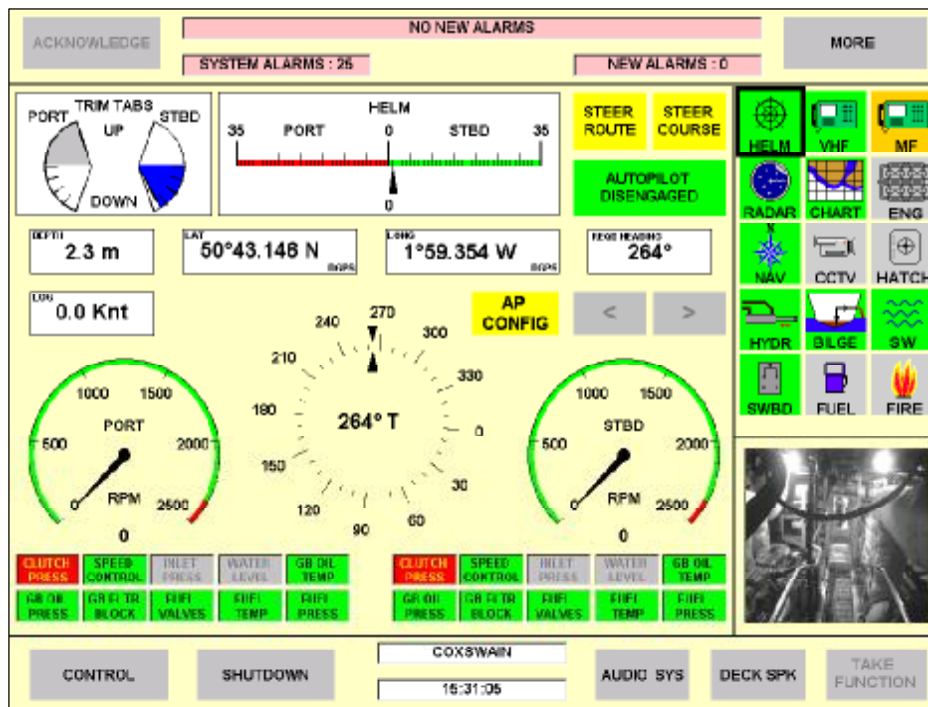 ACKNOWLEDGE
NO NEW ALARMS
MORE
SYSTEM ALARMS : 25
NEW ALARMS : 0
TRIM TABS
PORT
STBD
UP
DOWN
HELM
35 PORT 0 STBD 35
0
STEER ROUTE
STEER COURSE
AUTOPILOT
DISENGAGED
DEPTH
2.3 m
LAT
50°43.146 N
DGPS
LONG
1°59.354 W
DGPS
REQD HEADING
264°
LOG
0.0 Knt
AP
CONFIG
<
>
HELM VHF MF
RADAR CHART ENG
N
NAV CCTV HATCH
HYDR BILGE SW
SWBD FUEL FIRE
0 500 1000 1500 2000 2500
PORT
RPM
0
240 270 300
210 330
180 264° T 0
150 30
120 90 60
0 500 1000 1500 2000 2500
STBD
RPM
0
CLUTCH PRESS
SPEED CONTROL
INLET PRESS
WATER LEVEL
GB OIL TEMP
GB OIL PRESS
GB FLTR BLOCK
FUEL VALVES
FUEL TEMP
FUEL PRESS
CLUTCH PRESS
SPEED CONTROL
INLET PRESS
WATER LEVEL
GB OIL TEMP
GB OIL PRESS
GB FLTR BLOCK
FUEL VALVES
FUEL TEMP
FUEL PRESS
CONTROL
SHUTDOWN
COXSWAIN
15:31:05
AUDIO SYS
DECK SPK
TAKE
FUNCTION